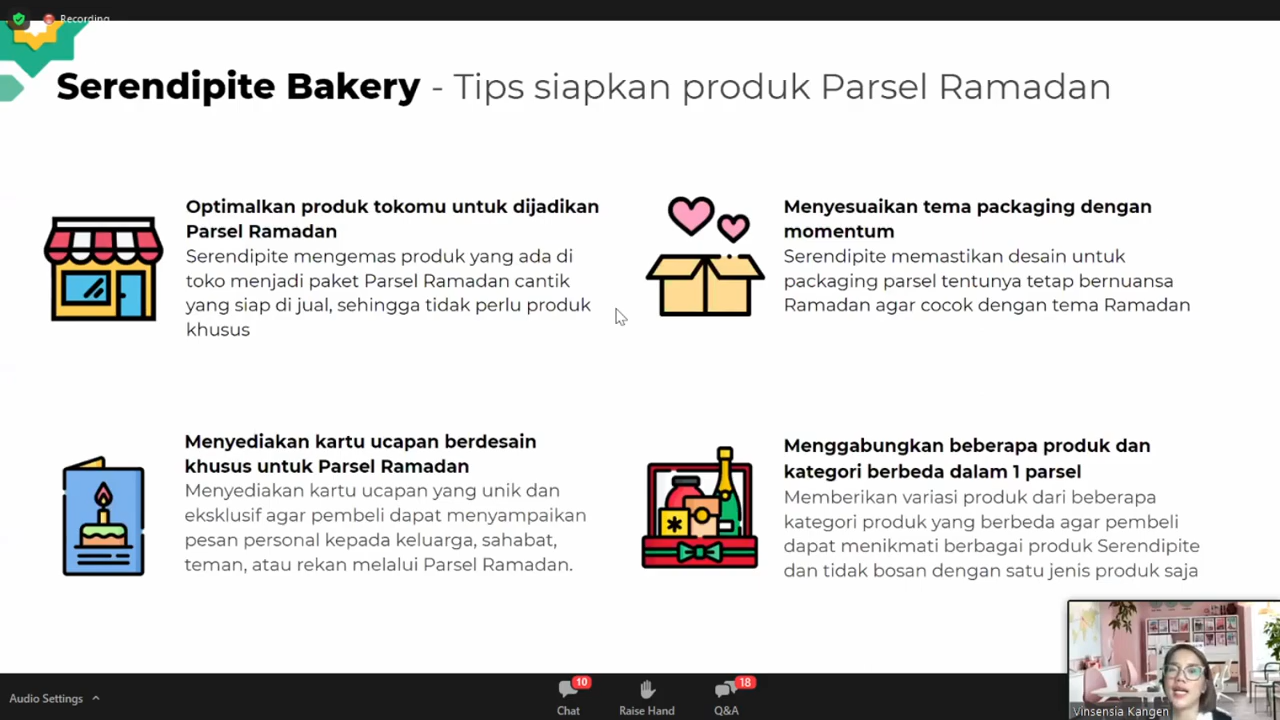 Recording
Serendipite Bakery - Tips siapkan produk Parsel Ramadan
Optimalkan produk tokomu untuk dijadikan
Parsel Ramadan
Serendipite mengemas produk yang ada di
toko menjadi paket Parsel Ramadan cantik
yang siap di jual, sehingga tidak perlu produk
khusus
Menyesuaikan tema packaging dengan
momentum
Serendipite memastikan desain untuk
packaging parsel tentunya tetap bernuansa
Ramadan agar cocok dengan tema Ramadan
Menyediakan kartu ucapan berdesain
khusus untuk Parsel Ramadan
Menyediakan kartu ucapan yang unik dan
eksklusif agar pembeli dapat menyampaikan
pesan personal kepada keluarga, sahabat,
teman, atau rekan melalui Parsel Ramadan.
Menggabungkan beberapa produk dan
kategori berbeda dalam 1 parsel
Memberikan variasi produk dari beberapa
kategori produk yang berbeda agar pembeli
dapat menikmati berbagai produk Serendipite
dan tidak bosan dengan satu jenis produk saja
Vinsensia Kangen
Audio Settings
10
Chat
Raise Hand
18
Q&A